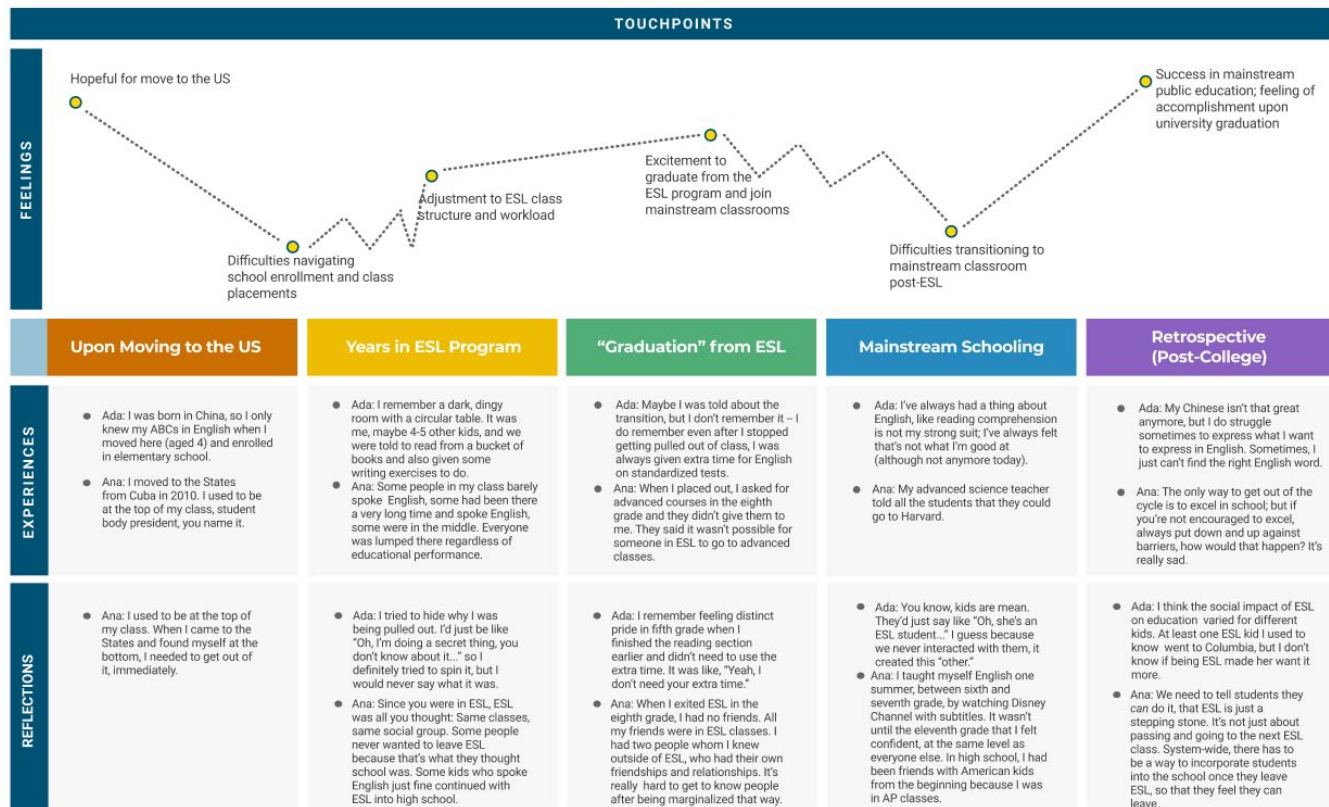 TOUCHPOINTS
FEELINGS
Hopeful for move to the US
Difficulties navigating
school enrollment and class
placements
Adjustment to ESL class
structure and workload
Excitement to
graduate from the
ESL program and join
mainstream classrooms
Difficulties transitioning to
mainstream classroom
post-ESL
Success in mainstream
public education; feeling of
accomplishment upon
university graduation
Upon Moving to the US
Years in ESL Program
“Graduation” from ESL
Mainstream Schooling
Retrospective
(Post-College)
EXPERIENCES
Ada: I was born in China, so I only
knew my ABCs in English when I
moved here (aged 4) and enrolled
in elementary school.
Ana: I moved to the States
from Cuba in 2010. I used to be
at the top of my class, student
body president, you name it.
Ada: I remember a dark, dingy
room with a circular table. It was
me, maybe 4-5 other kids, and we
were told to read from a bucket of
books and also given some
writing exercises to do.
Ana: Some people in my class barely
spoke English, some had been there
a very long time and spoke English,
some were in the middle. Everyone
was lumped there regardless of
educational performance.
Ada: Maybe I was told about the
transition, but I don’t remember it -- I
do remember even after I stopped
getting pulled out of class, I was
always given extra time for English
on standardized tests.
Ana: When I placed out, I asked for
advanced courses in the eighth
grade and they didn’t give them to
me. They said it wasn’t possible for
someone in ESL to go to advanced
classes.
Ada: I’ve always had a thing about
English, like reading comprehension
is not my strong suit; I’ve always felt
that’s not what I’m good at
(although not anymore today).
Ana: My advanced science teacher
told all the students that they could
go to Harvard.
Ada: My Chinese isn’t that great
anymore, but I do struggle
sometimes to express what I want
to express in English. Sometimes, I
just can’t find the right English word.
Ana: The only way to get out of the
cycle is to excel in school; but if
you’re not encouraged to excel,
always put down and up against
barriers, how would that happen? It’s
really sad.
REFLECTIONS
Ana: I used to be at the top of
my class. When I came to the
States and found myself at the
bottom, I needed to get out of
it, immediately.
Ada: I tried to hide why I was
being pulled out. I’d just be like
“Oh, I’m doing a secret thing, you
don’t know about it...” so I
definitely tried to spin it, but I
would never say what it was.
Ana: Since you were in ESL, ESL
was all you thought: Same classes,
same social group. Some people
never wanted to leave ESL
because that’s what they thought
school was. Some kids who spoke
English just fine continued with
ESL into high school.
Ada: I remember feeling distinct
pride in fifth grade when I
finished the reading section
earlier and didn’t need to use the
extra time. It was like, “Yeah, I
don’t need your extra time.”
Ana: When I exited ESL in the
eighth grade, I had no friends. All
my friends were in ESL classes. I
had two people whom I knew
outside of ESL, who had their own
friendships and relationships. It’s
really hard to get to know people
after being marginalized that way.
Ada: You know, kids are mean.
They’d just say like “Oh, she’s an
ESL student...” I guess because
we never interacted with them, it
created this “other.”
Ana: I taught myself English one
summer, between sixth and
seventh grade, by watching Disney
Channel with subtitles. It wasn’t
until the eleventh grade that I felt
confident, at the same level as
everyone else. In high school, I had
been friends with American kids
from the beginning because I was
in AP classes.
Ada: I think the social impact of ESL
on education varied for different
kids. At least one ESL kid I used to
know went to Columbia, but I don’t
know if being ESL made her want it
more.
Ana: We need to tell students they
can do it, that ESL is just a
stepping stone. It’s not just about
passing and going to the next ESL
class. System-wide, there has to
be a way to incorporate students
into the school once they leave
ESL, so that they feel they can
leave.